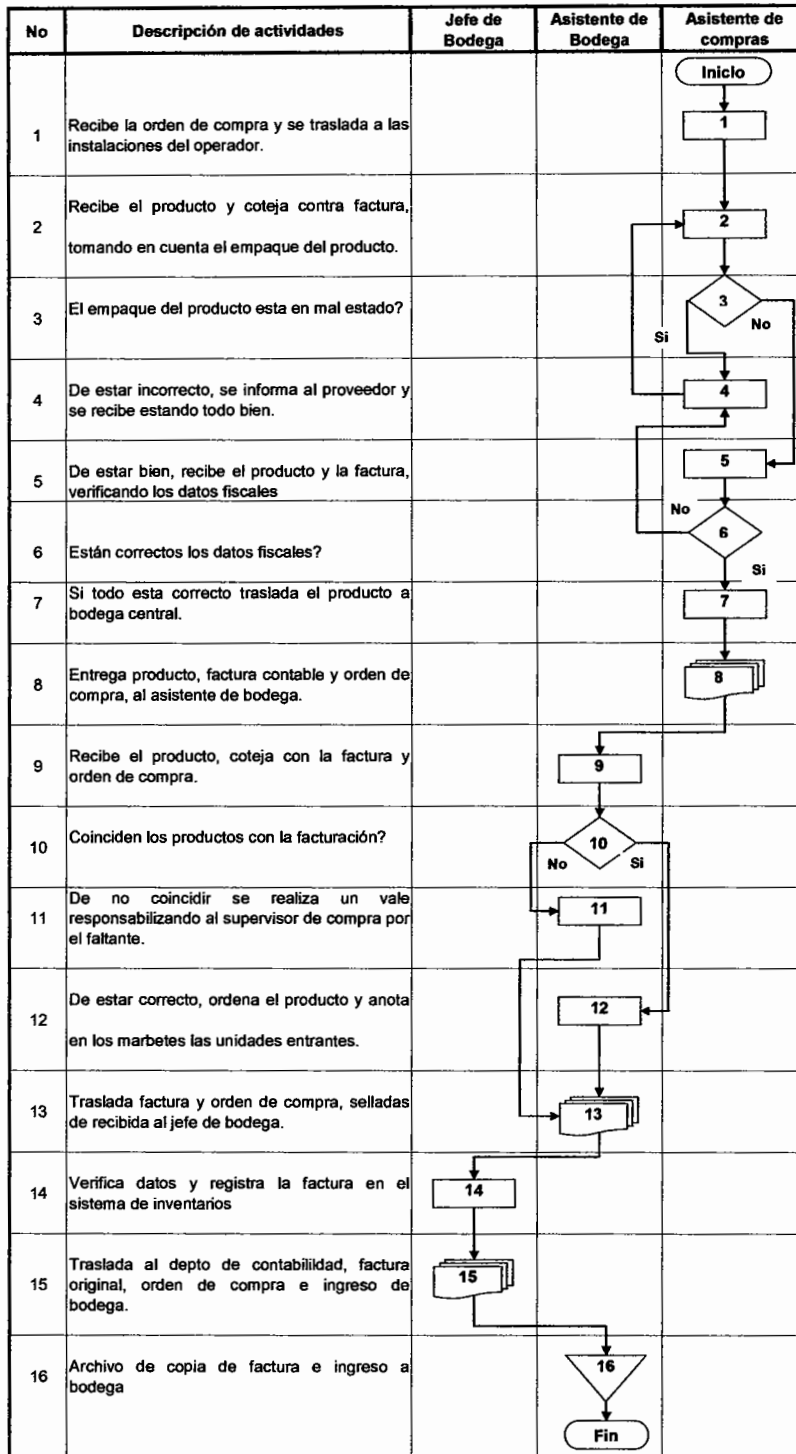 No
Descripción de actividades
Jefe de
Bodega
Asistente de
Bodega
Asistente de
compras
Inicio
1
Recibe la orden de compra y se traslada a las
instalaciones del operador.
1
2
Recibe el producto y coteja contra factura,
tomando en cuenta el empaque del producto.
2
3
El empaque del producto esta en mal estado?
3
Si
No
4
De estar incorrecto, se informa al proveedor y
se recibe estando todo bien.
4
5
De estar bien, recibe el producto y la factura,
verificando los datos fiscales
5
No
6
Están correctos los datos fiscales?
6
Si
7
Si todo esta correcto traslada el producto a
bodega central.
7
8
Entrega producto, factura contable y orden de
compra, al asistente de bodega.
8
9
Recibe el producto, coteja con la factura y
orden de compra.
9
10
Coinciden los productos con la facturación?
10
No
Si
11
De no coincidir se realiza un vale
responsabilizando al supervisor de compra por
el faltante.
11
12
De estar correcto, ordena el producto y anota
en los marbetes las unidades entrantes.
12
13
Traslada factura y orden de compra, selladas
de recibida al jefe de bodega.
13
14
Verifica datos y registra la factura en el
sistema de inventarios
14
15
Traslada al depto de contabilidad, factura
original, orden de compra e ingreso de
bodega.
15
16
Archivo de copia de factura e ingreso a
bodega
16
Fin